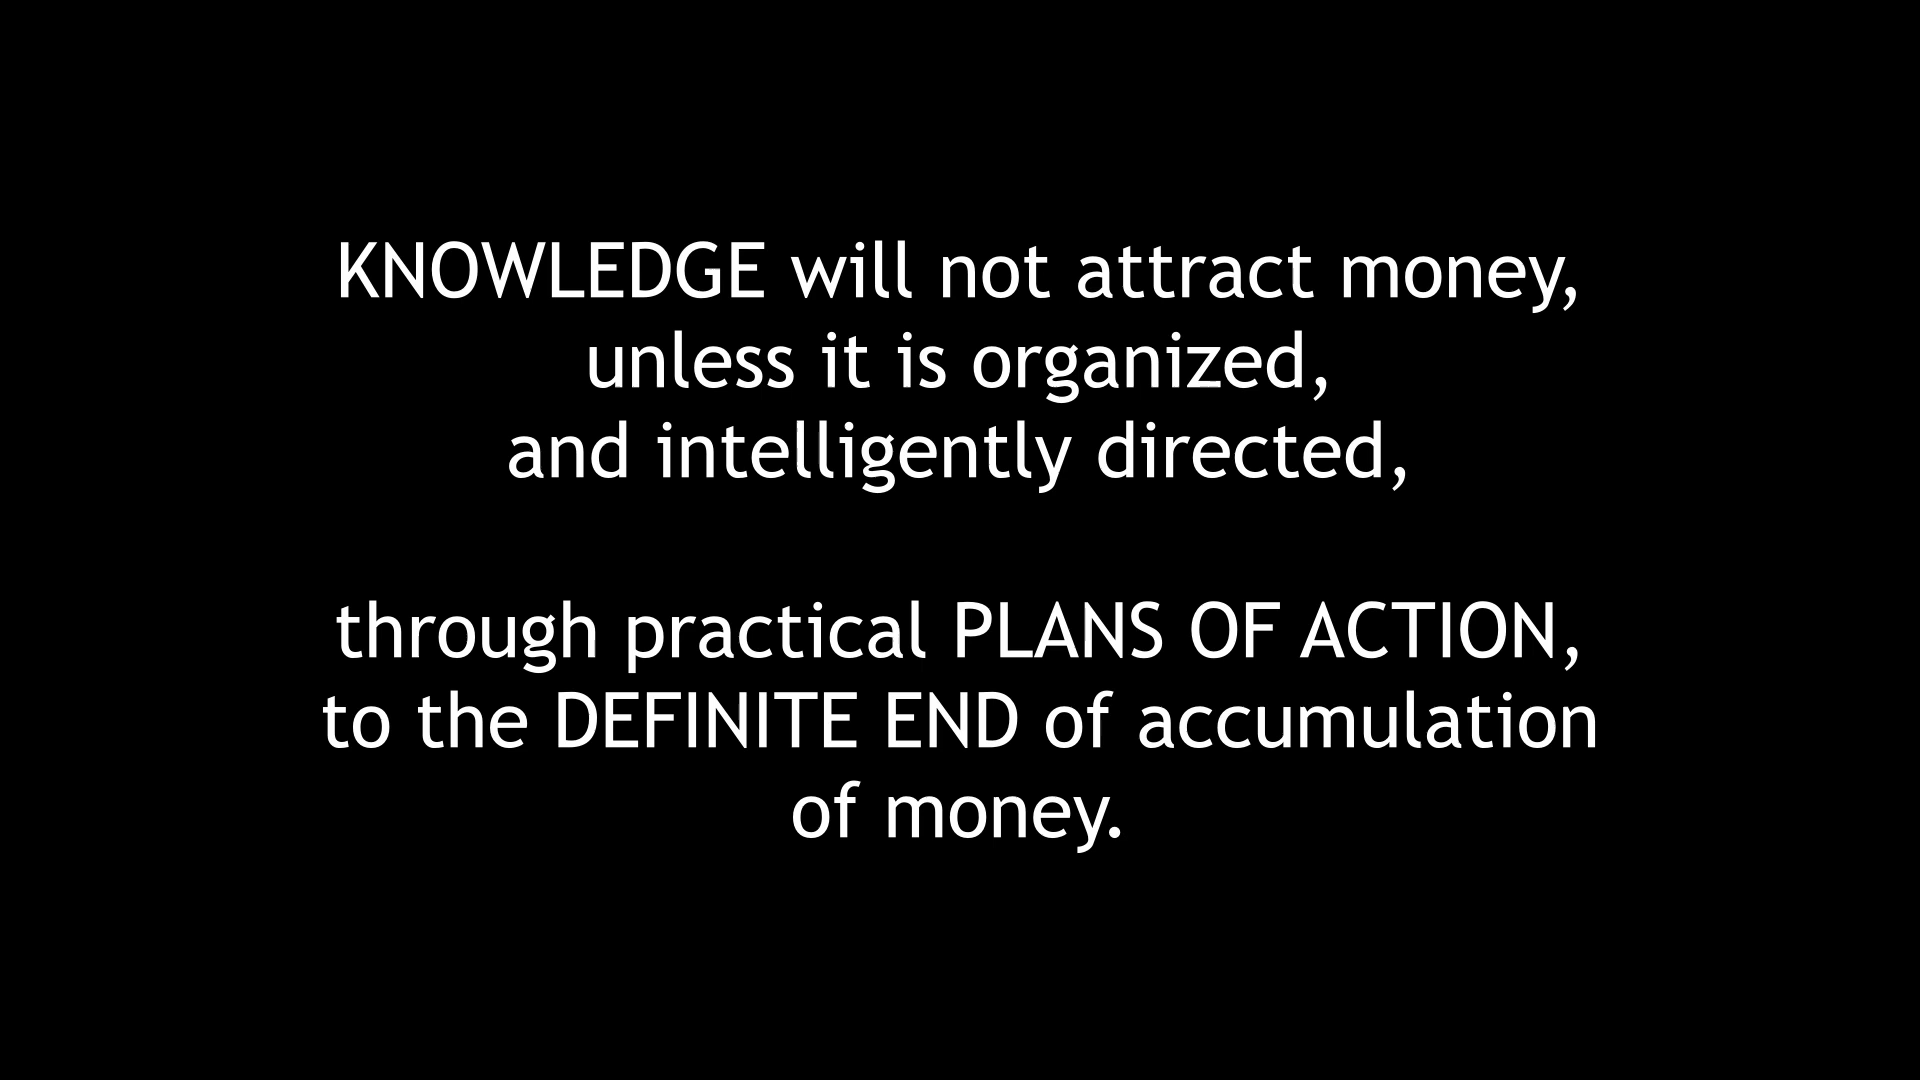 KNOWLEDGE will not attract money,
unless it is organized,
and intelligently directed,
through practical PLANS OF ACTION,
to the DEFINITE END of accumulation
of money.